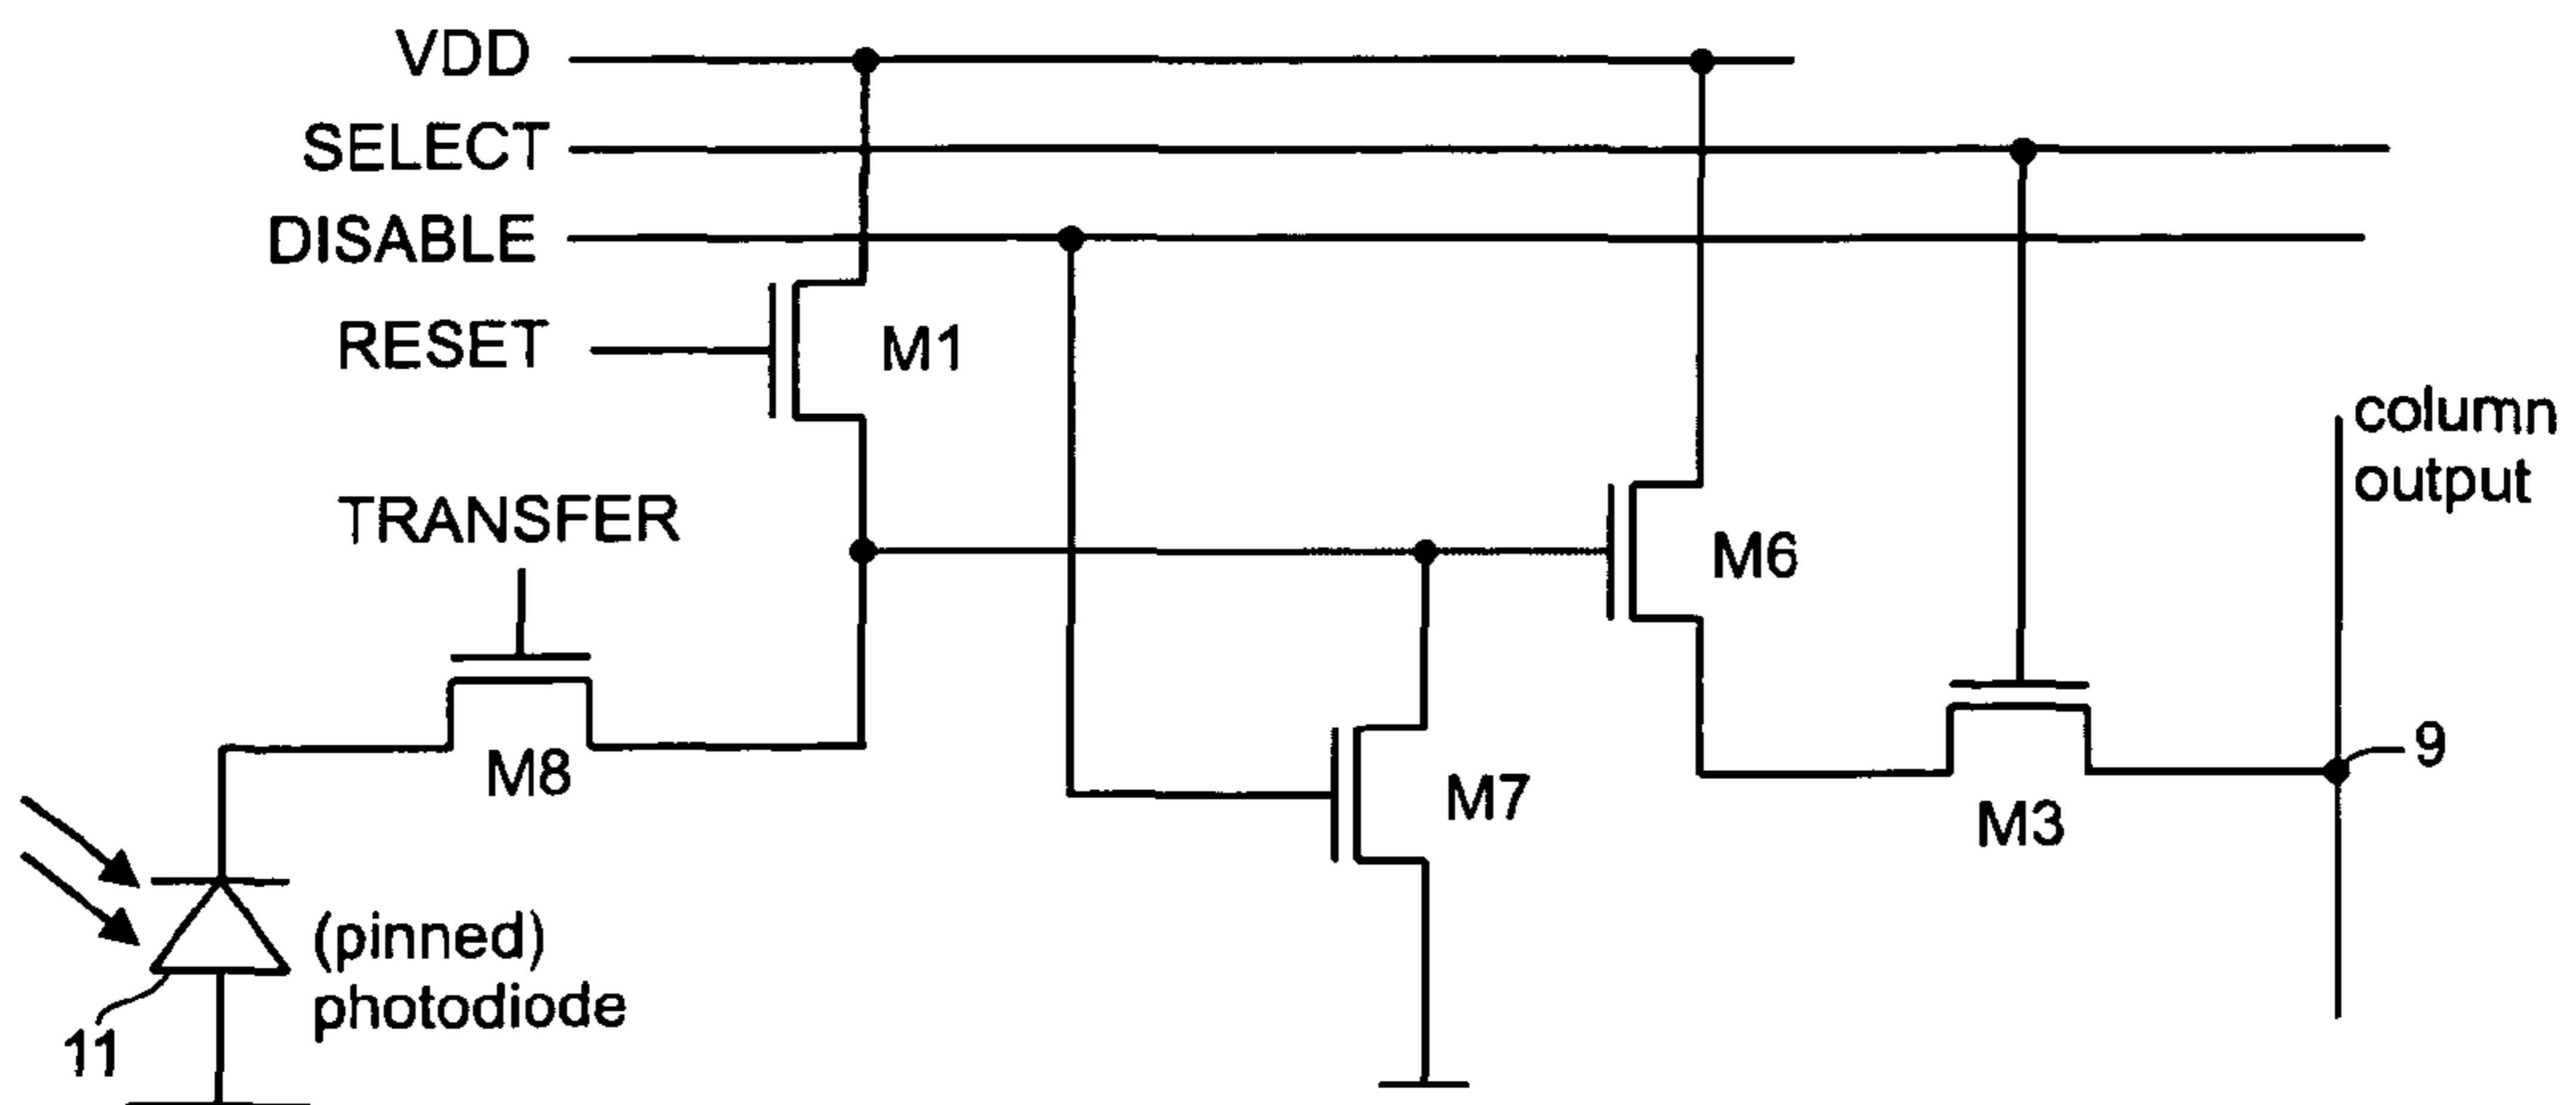 VDD
SELECT
DISABLE
RESET
M1
column
output
TRANSFER
M6
M8
M7
M3
9
(pinned)
photodiode
11